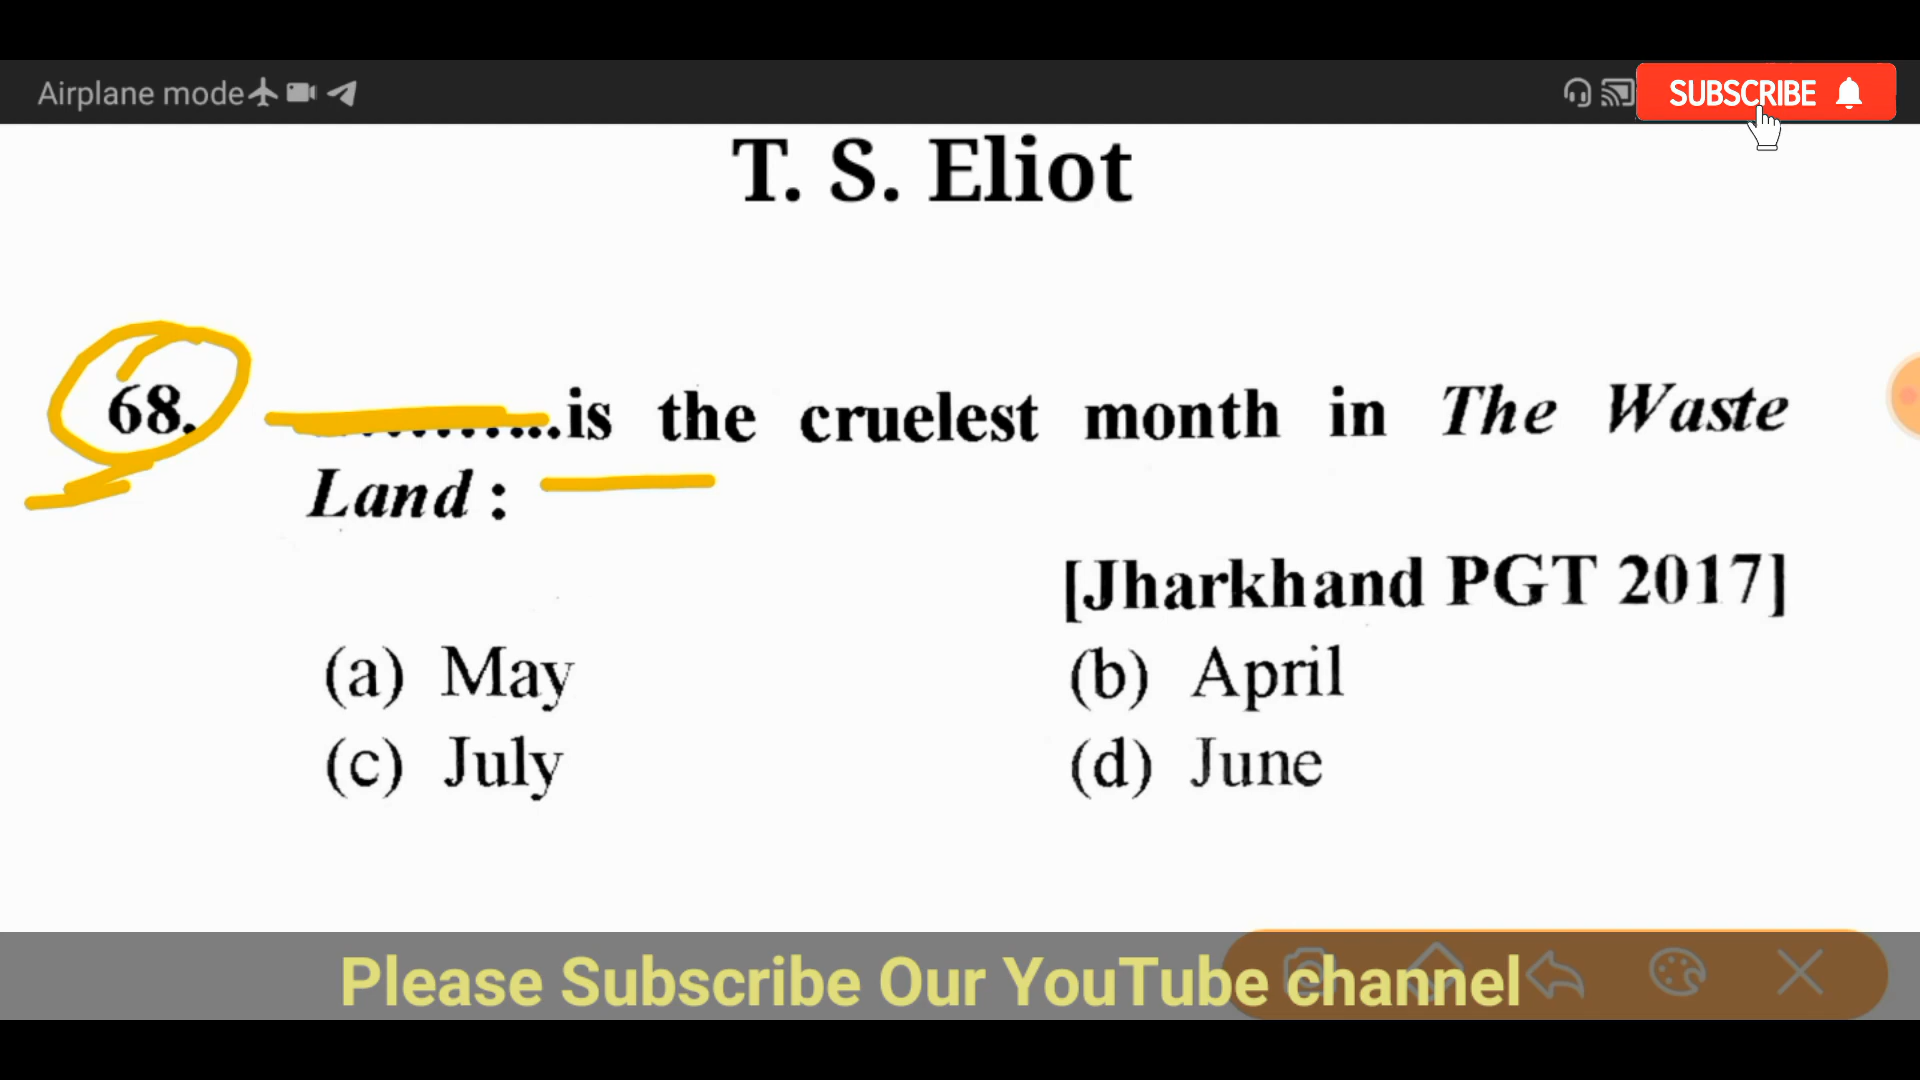 Airplane mode
SUBSCRIBE
T. S. Eliot
68. ............is the cruelest month in The Waste
Land :
[Jharkhand PGT 2017]
(a) May (b) April
(c) July (d) June
Please Subscribe Our YouTube channel